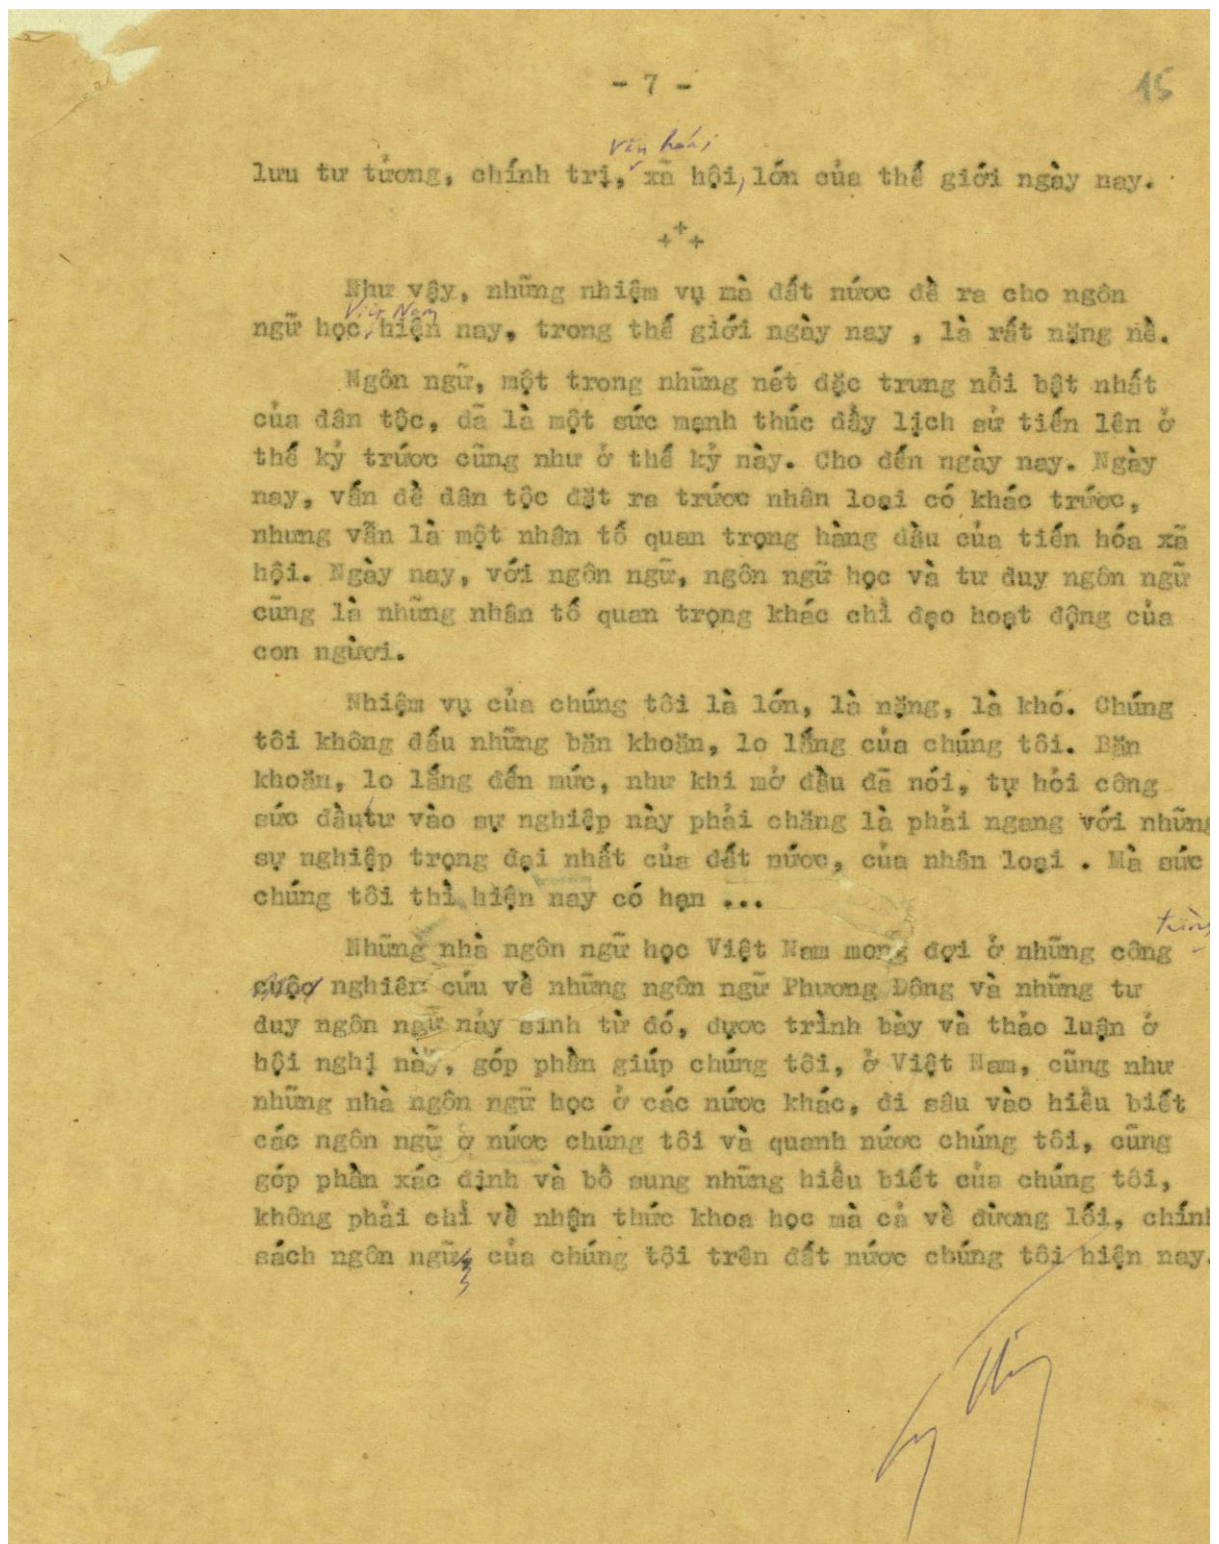 - 7 -
15
văn hoá,
lưu tư tưởng, chính trị, xã hội, lớn của thế giới ngày nay.
+++
Như vậy, những nhiệm vụ mà đất nước đề ra cho ngôn
Việt Nam
ngữ học, hiện nay, trong thế giới ngày nay , là rất nặng nề.
Ngôn ngữ, một trong những nét đặc trưng nổi bật nhất
của dân tộc, đã là một sức mạnh thúc đẩy lịch sử tiến lên ở
thế kỷ trước cũng như ở thế kỷ này. Cho đến ngày nay. Ngày
nay, vấn đề dân tộc đặt ra trước nhân loại có khác trước,
nhưng vẫn là một nhân tố quan trọng hàng đầu của tiến hóa xã
hội. Ngày nay, với ngôn ngữ, ngôn ngữ học và tư duy ngôn ngữ
cũng là những nhân tố quan trọng khác chỉ đạo hoạt động của
con người.
Nhiệm vụ của chúng tôi là lớn, là nặng, là khó. Chúng
tôi không dấu những băn khoăn, lo lắng của chúng tôi. Băn
khoăn, lo lắng đến mức, như khi mở đầu đã nói, tự hỏi công
sức đầu/tư vào sự nghiệp này phải chăng là phải ngang với những
sự nghiệp trọng đại nhất của đất nước, của nhân loại . Mà sức
chúng tôi thì hiện nay có hạn ...
Những nhà ngôn ngữ học Việt Nam mong đợi ở những công
cuộc nghiên cứu về những ngôn ngữ Phương Đông và những tư
duy ngôn ngữ nảy sinh từ đó, được trình bày và thảo luận ở
hội nghị này, góp phần giúp chúng tôi, ở Việt Nam, cũng như
những nhà ngôn ngữ học ở các nước khác, đi sâu vào hiểu biết
các ngôn ngữ ở nước chúng tôi và quanh nước chúng tôi, cũng
góp phần xác định và bổ sung những hiểu biết của chúng tôi,
không phải chỉ về nhận thức khoa học mà cả về đường lối, chính
sách ngôn ngữ của chúng tôi trên đất nước chúng tôi hiện nay.